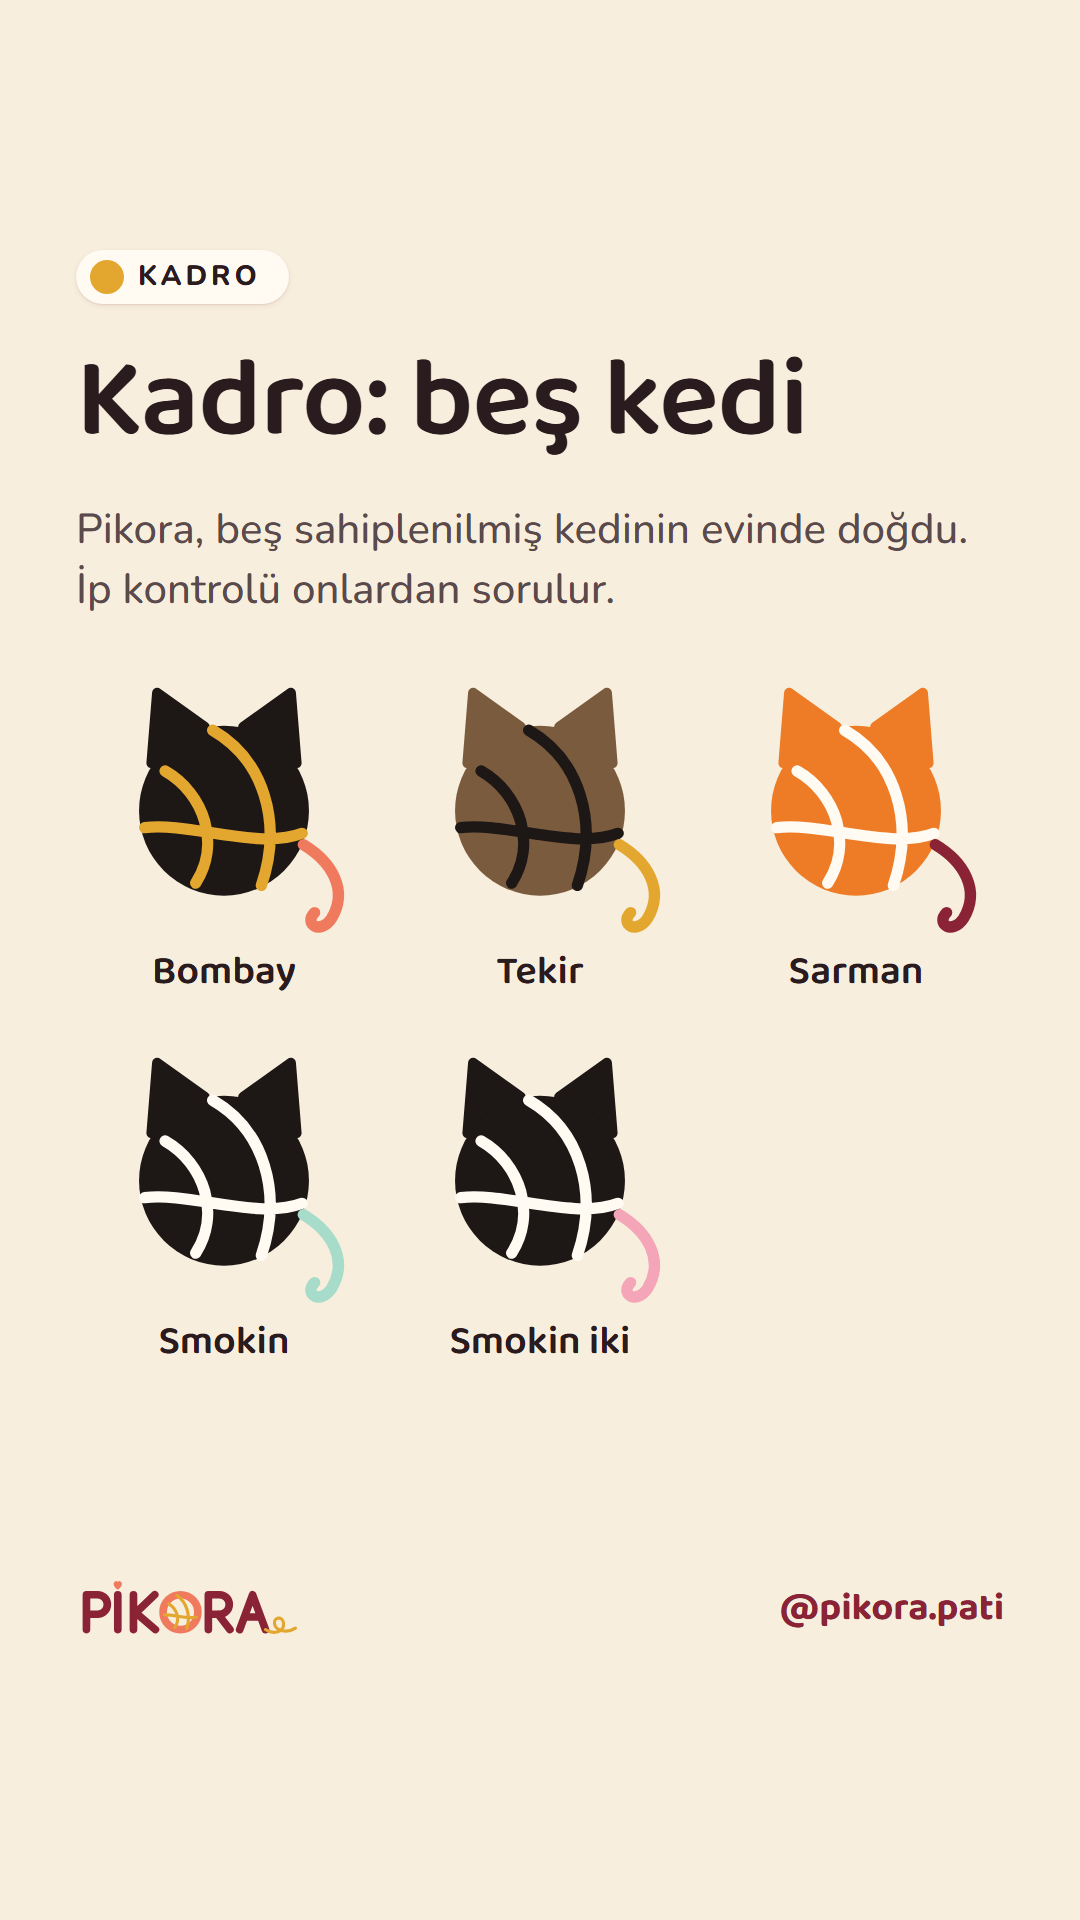 KADRO
Kadro: beş kedi
Pikora, beş sahiplenilmiş kedinin evinde doğdu.
İp kontrolü onlardan sorulur.
Bombay
Tekir
Sarman
Smokin
Smokin iki
PİKORA
@pikora.pati